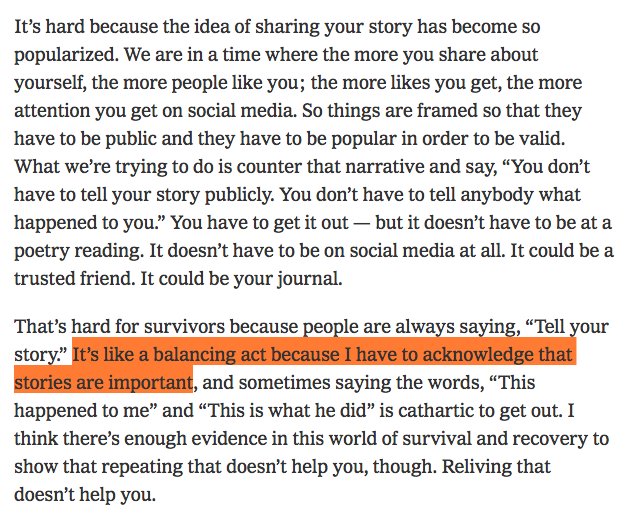 It’s hard because the idea of sharing your story has become so
popularized. We are in a time where the more you share about
yourself, the more people like you; the more likes you get, the more
attention you get on social media. So things are framed so that they
have to be public and they have to be popular in order to be valid.
What we’re trying to do is counter that narrative and say, “You don’t
have to tell your story publicly. You don’t have to tell anybody what
happened to you.” You have to get it out — but it doesn’t have to be at a
poetry reading. It doesn’t have to be on social media at all. It could be a
trusted friend. It could be your journal.
That’s hard for survivors because people are always saying, “Tell your
story.” It’s like a balancing act because I have to acknowledge that
stories are important, and sometimes saying the words, “This
happened to me” and “This is what he did” is cathartic to get out. I
think there’s enough evidence in this world of survival and recovery to
show that repeating that doesn’t help you, though. Reliving that
doesn’t help you.